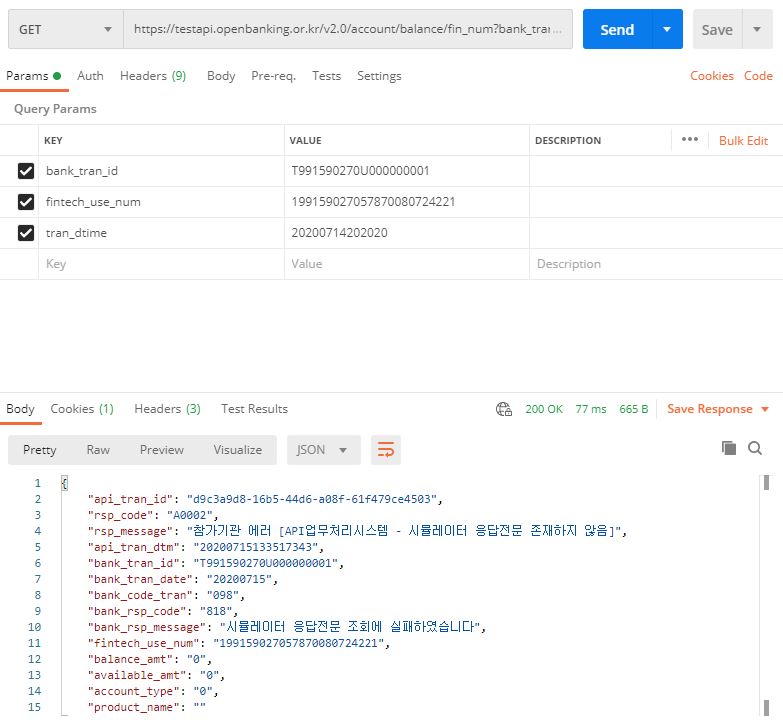 GET https://testapi.openbanking.or.kr/v2.0/account/balance/fin_num?bank_trar... Send Save
Params Auth Headers (9) Body Pre-req. Tests Settings Cookies Code
Query Params
KEY VALUE DESCRIPTION ••• Bulk Edit
bank_tran_id T991590270U000000001
fintech_use_num 199159027057870080724221
tran_dtime 20200714202020
Key Value Description
Body Cookies (1) Headers (3) Test Results 200 OK 77 ms 665 B Save Response
Pretty Raw Preview Visualize JSON
1 {
2 "api_tran_id": "d9c3a9d8-16b5-44d6-a08f-61f479ce4503",
3 "rsp_code": "A0002",
4 "rsp_message": "참가기관 에러 [API업무처리시스템 - 시뮬레이터 응답전문 존재하지 않음]",
5 "api_tran_dtm": "20200715133517343",
6 "bank_tran_id": "T991590270U000000001",
7 "bank_tran_date": "20200715",
8 "bank_code_tran": "098",
9 "bank_rsp_code": "818",
10 "bank_rsp_message": "시뮬레이터 응답전문 조회에 실패하였습니다",
11 "fintech_use_num": "199159027057870080724221",
12 "balance_amt": "0",
13 "available_amt": "0",
14 "account_type": "0",
15 "product_name": ""